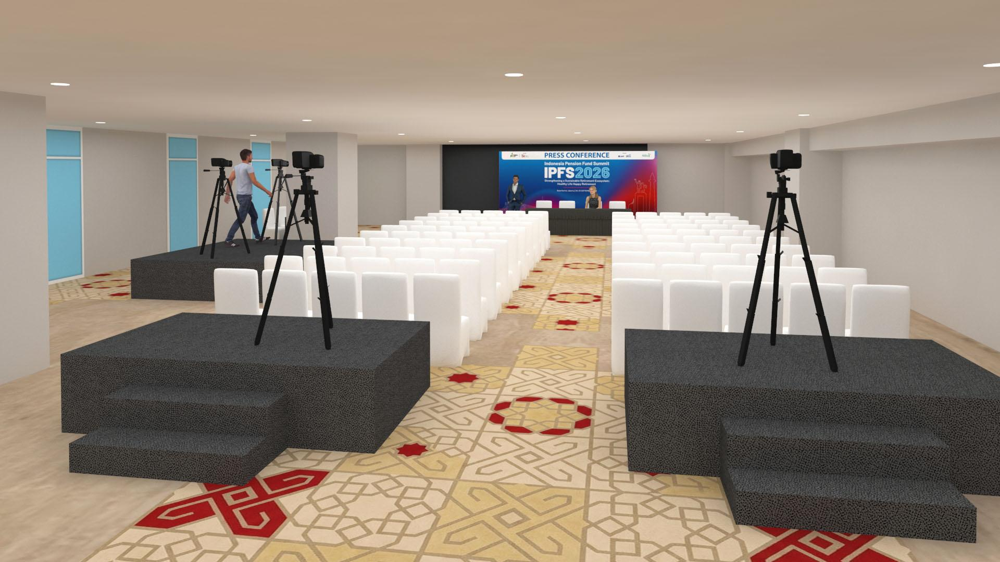 PRESS CONFERENCE
Indonesia Pension Fund Summit
IPFS2026
Strengthening a Sustainable Retirement Ecosystem:
Healthy Life Happy Retirement